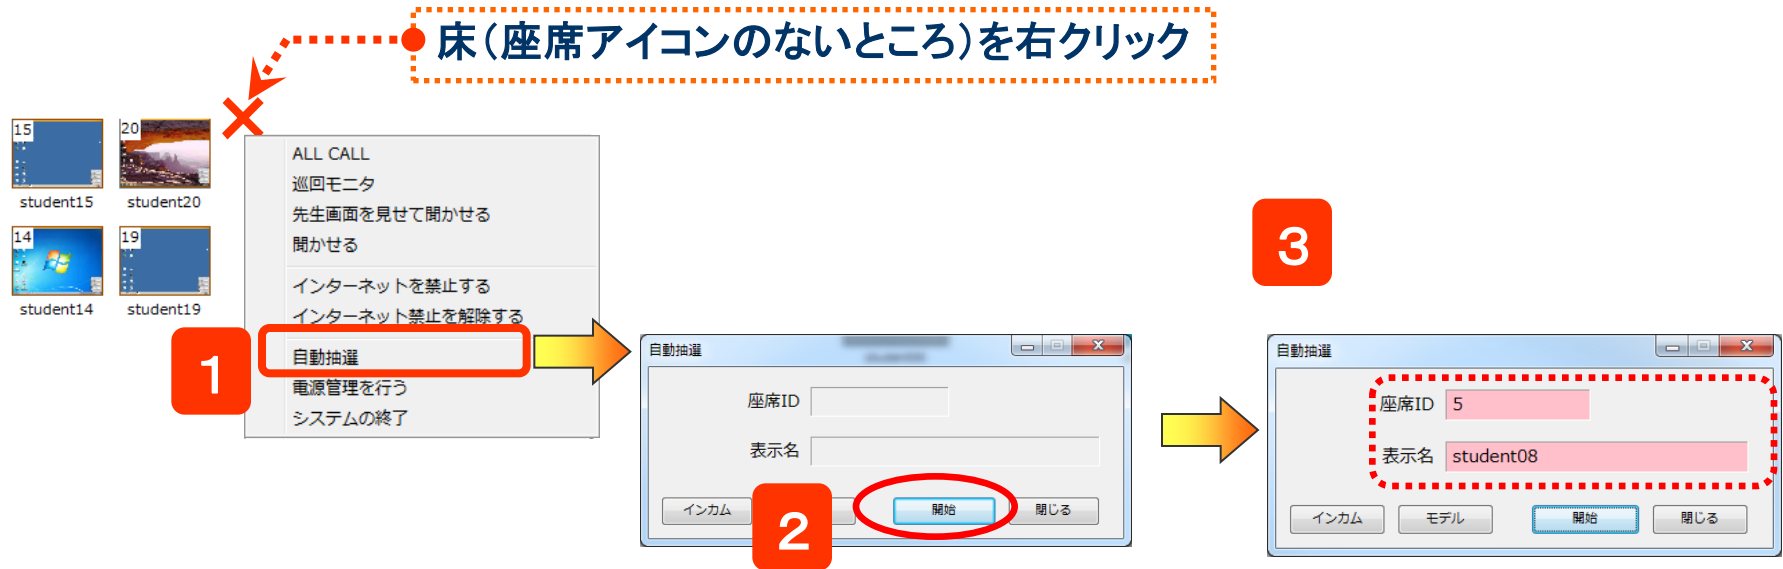 床(座席アイコンのないところ)を右クリック
15
20
student15
student20
14
19
student14
student19
ALL CALL
巡回モニタ
先生画面を見せて聞かせる
聞かせる
インターネットを禁止する
インターネット禁止を解除する
自動抽選
電源管理を行う
システムの終了
1
自動抽選
座席ID
表示名
インカム
開始
閉じる
2
3
自動抽選
座席ID 5
表示名 student08
インカム
モデル
開始
閉じる